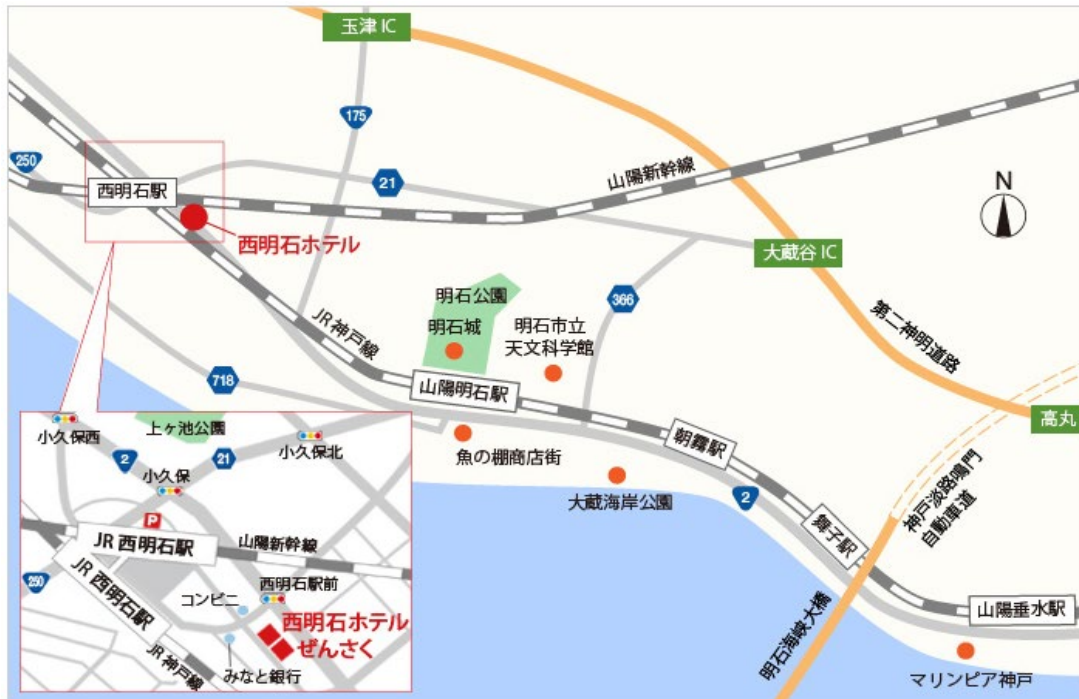 玉津 IC
175
250
西明石駅
21
山陽新幹線
N
西明石ホテル
大蔵谷 IC
明石公園
明石城
明石市立
天文科学館
366
JR神戸線
第二神明道路
718
山陽明石駅
高丸
朝霧駅
魚の棚商店街
大蔵海岸公園
2
舞子駅
神戸淡路鳴門
自動車道
明石海峡大橋
山陽垂水駅
マリンピア神戸
小久保西
上ヶ池公園
2
21
小久保北
小久保
P
JR 西明石駅
山陽新幹線
250
JR 西明石駅
コンビニ
西明石駅前
西明石ホテル
ぜんさく
みなと銀行
JR神戸線